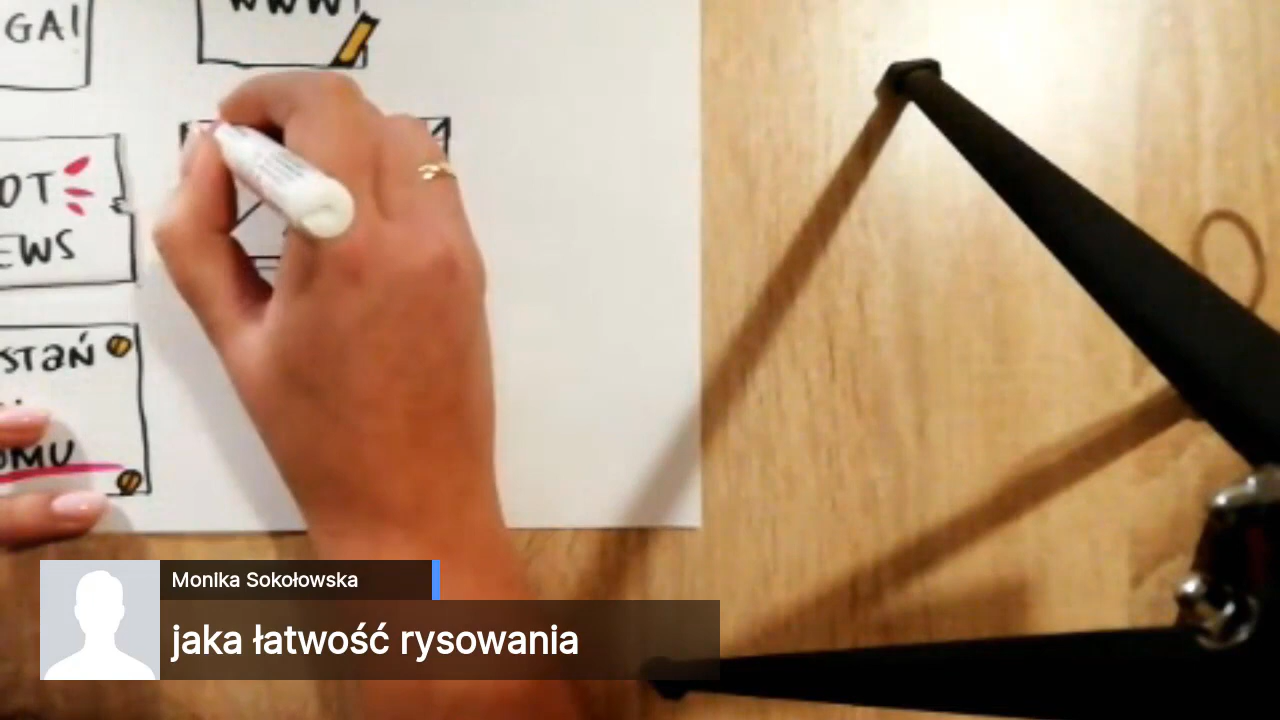 GA!
WWW!
OT
EWS
STaŃ
OMU
Monika Sokołowska
jaka łatwość rysowania